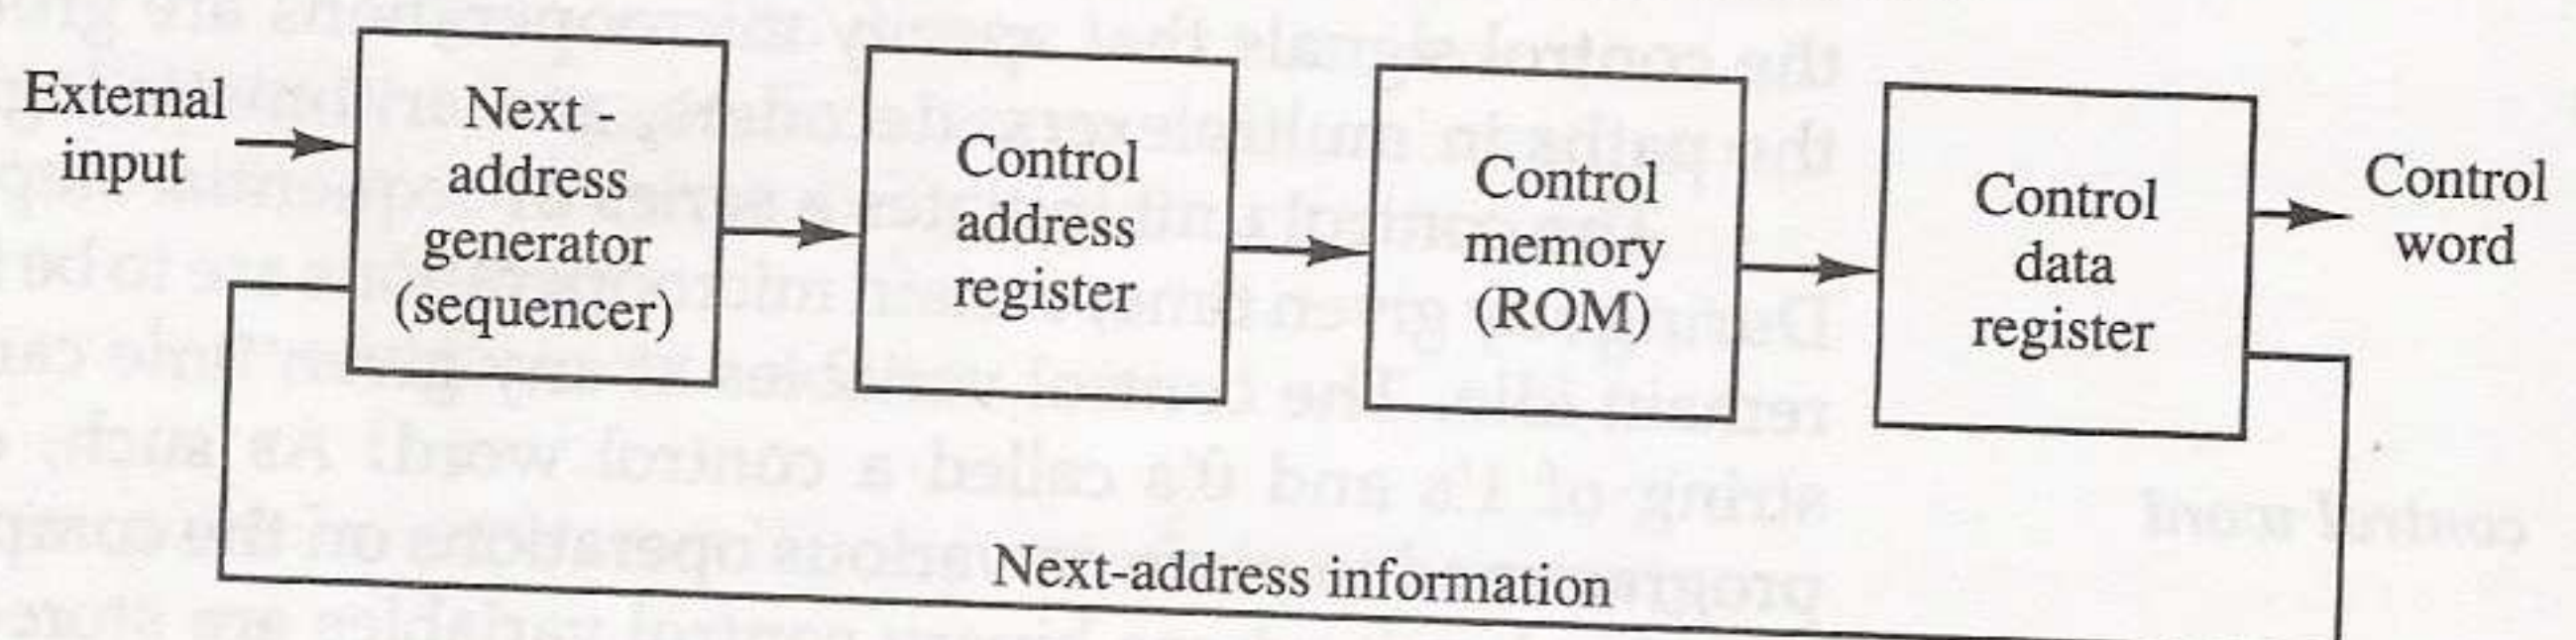 External
input
Next -
address
generator
(sequencer)
Control
address
register
Control
memory
(ROM)
Control
data
register
Control
word
Next-address information